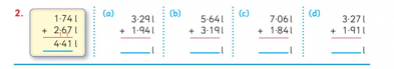 2. 1·74 l (a) 3·29 l (b) 5·64 l (c) 7·06 l (d) 3·27 l
+ 2·67 l + 1·94 l + 3·19 l + 1·84 l + 1·91 l
4·41 l l l l l